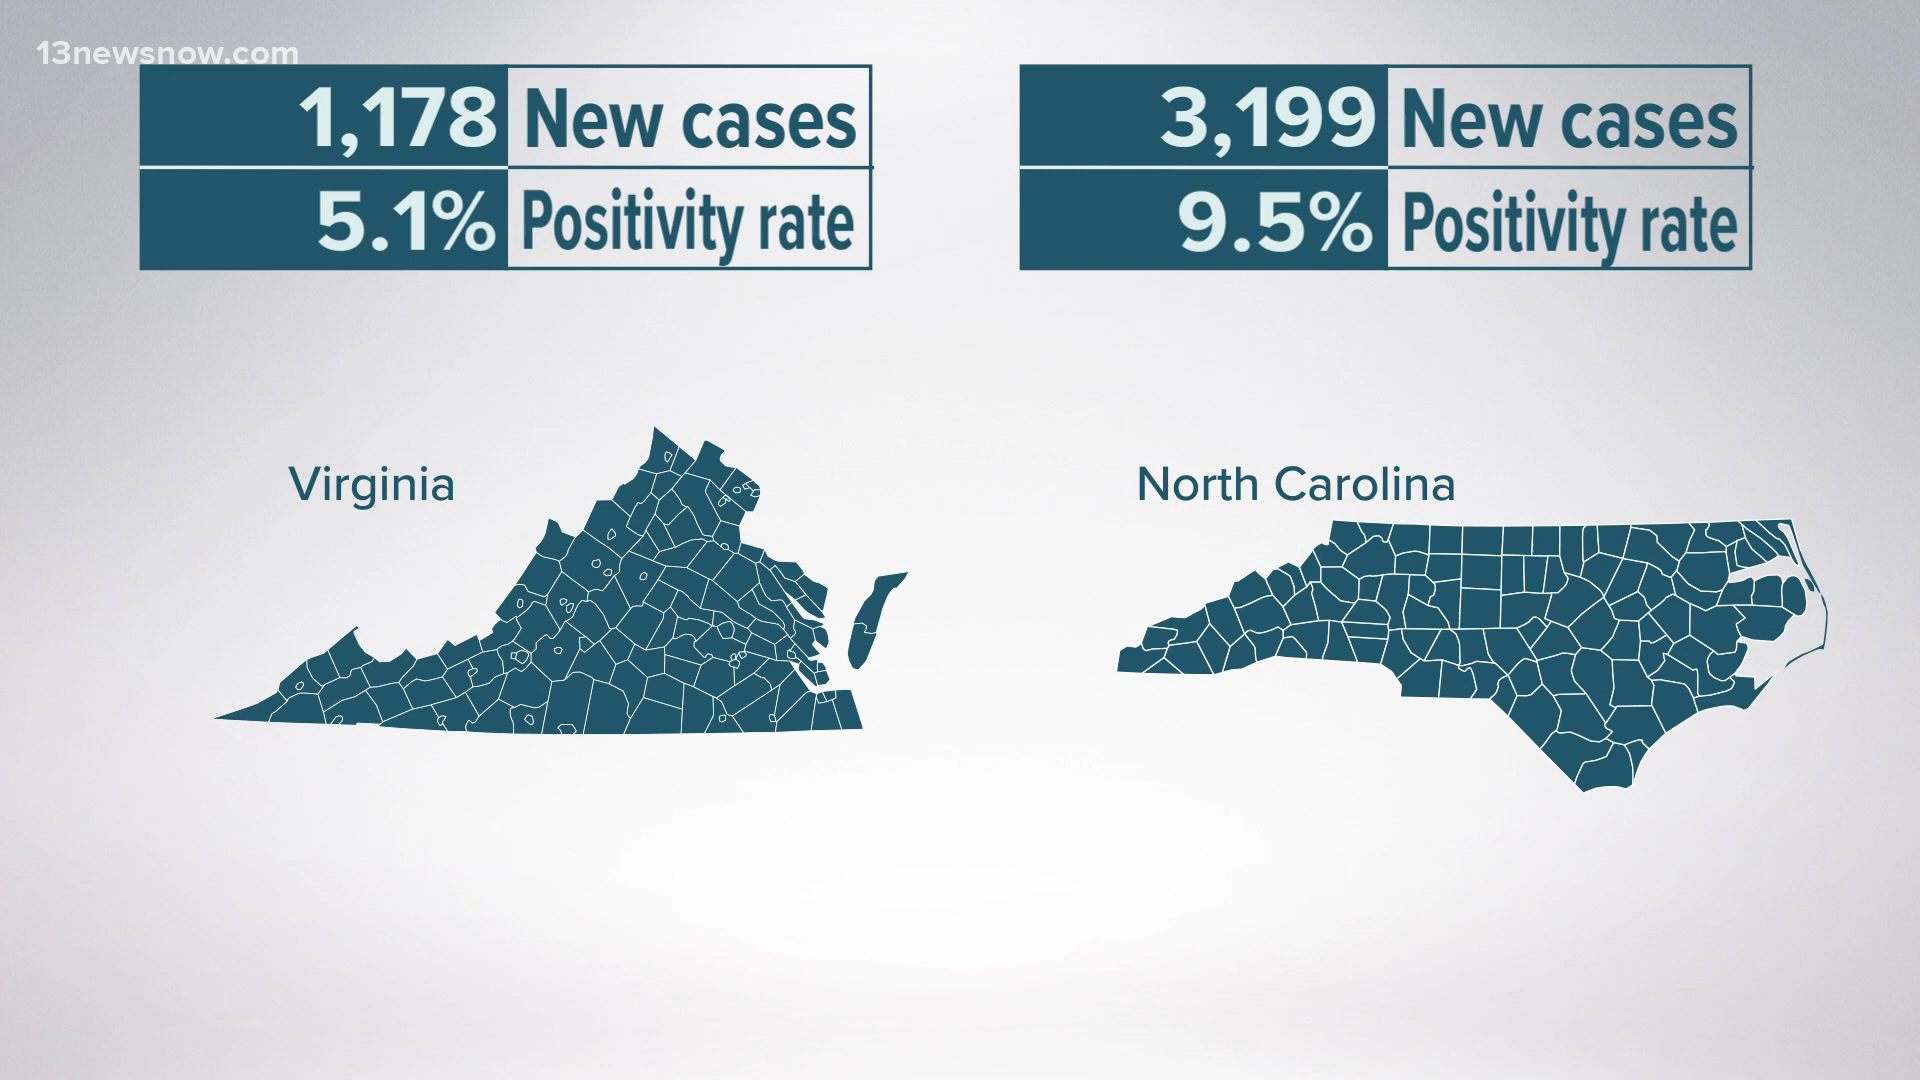 13newsnow.com
1,178 New cases
5.1% Positivity rate
3,199 New cases
9.5% Positivity rate
Virginia
North Carolina